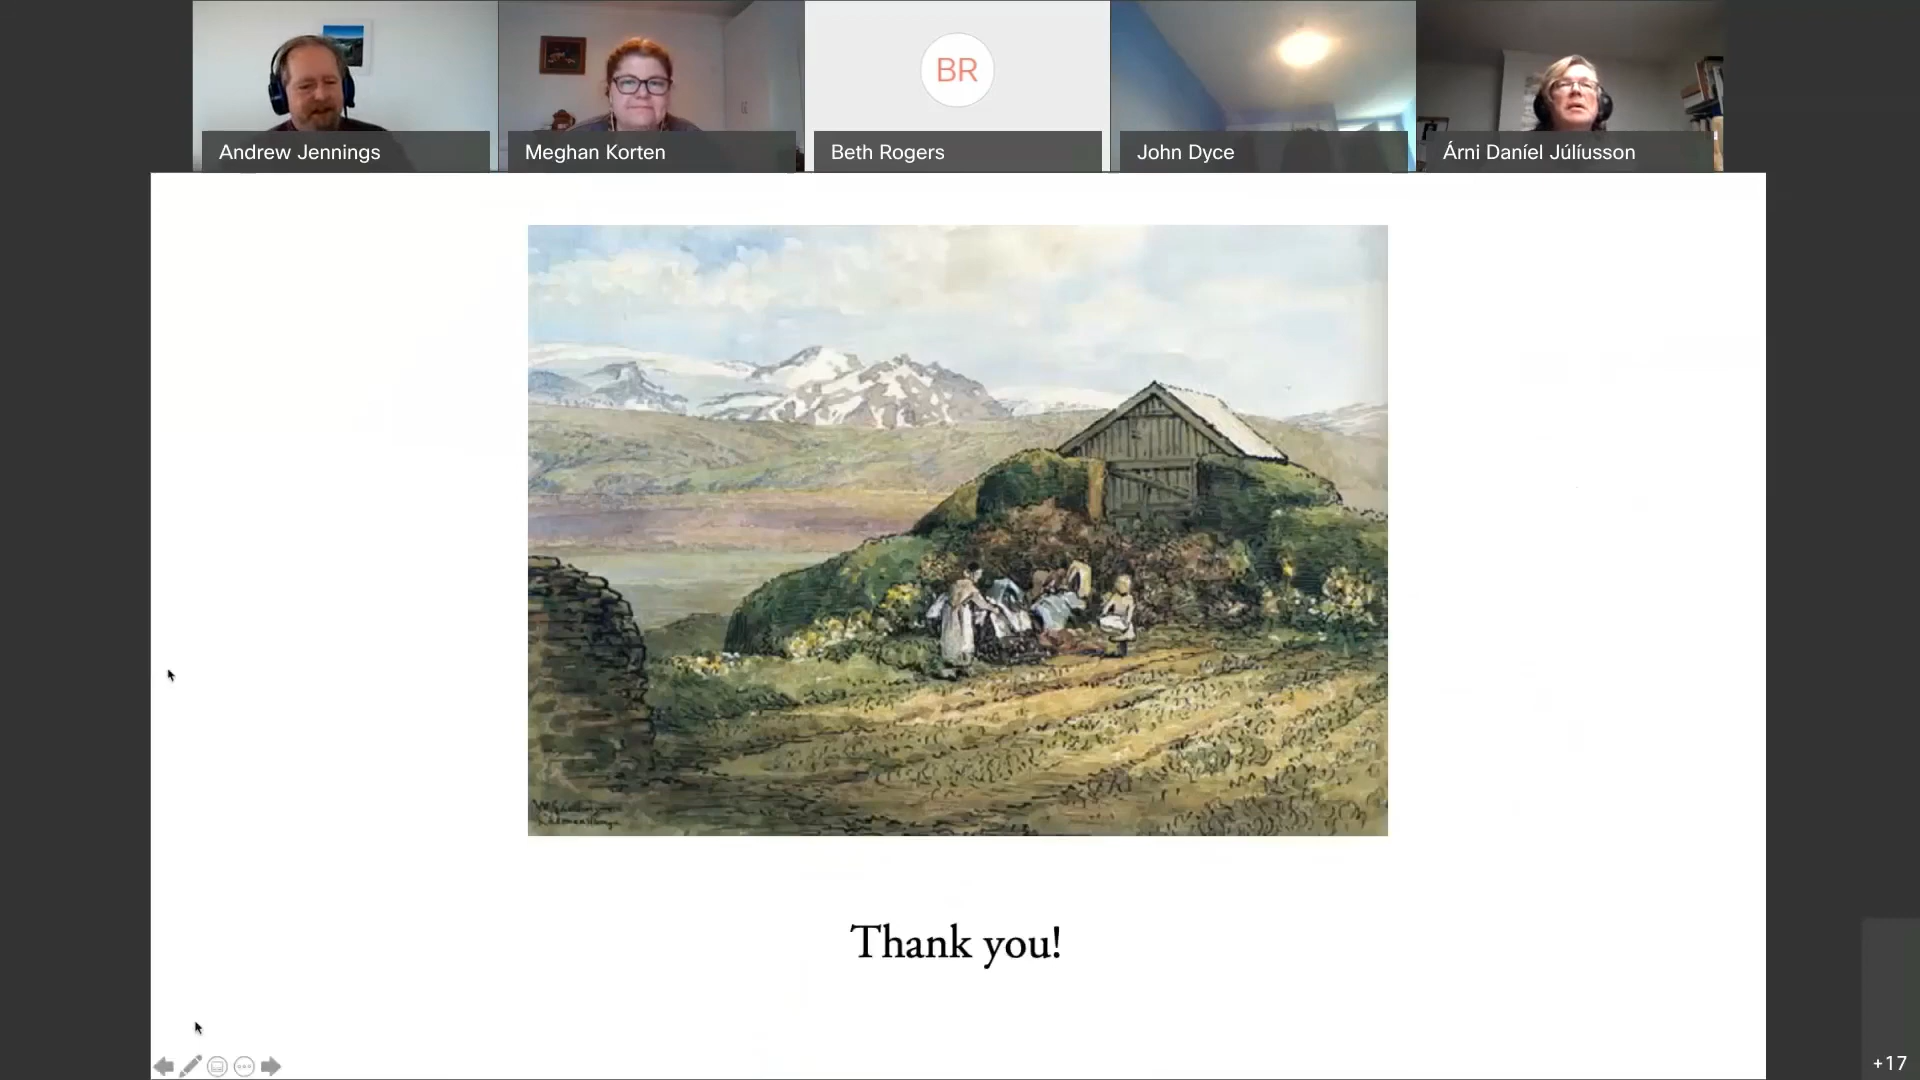 Andrew Jennings
Meghan Korten
BR
Beth Rogers
John Dyce
Árni Daníel Júlíusson
Thank you!
+17